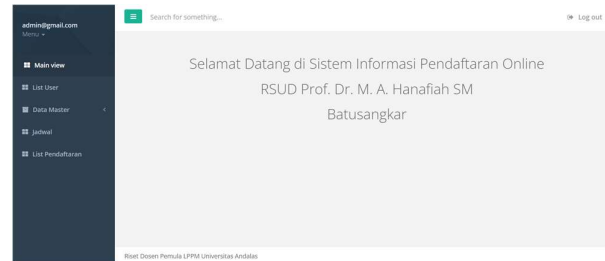 admin@gmail.com
Menu
Main view
List User
Data Master
Jadwal
List Pendaftaran
Search for something...
Log out
Selamat Datang di Sistem Informasi Pendaftaran Online
RSUD Prof. Dr. M. A. Hanafiah SM
Batusangkar
Riset Dosen Pemula LPPM Universitas Andalas